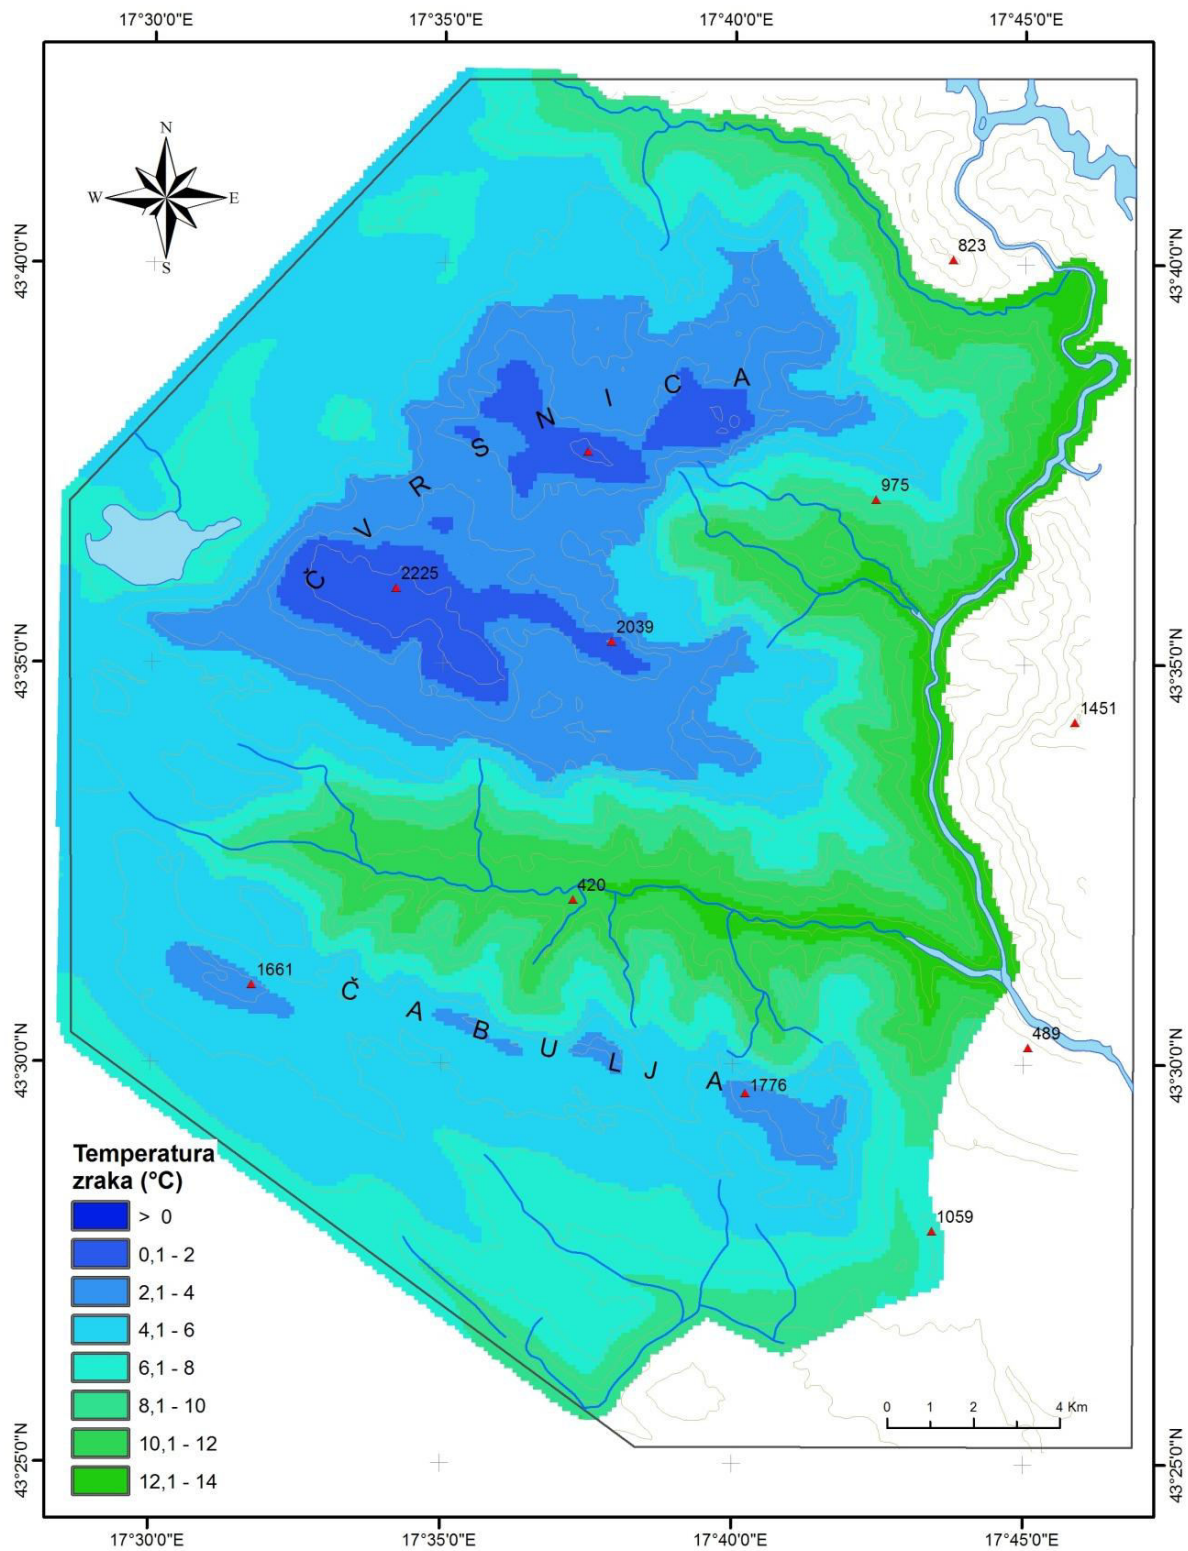 17°30'0"E 17°35'0"E 17°40'0"E 17°45'0"E
N
W E
S
43°40'0"N 43°40'0"N
823
ČVRSNICA
975
2225
2039
43°35'0"N 43°35'0"N
1451
420
1661
ČABULJA
489
43°30'0"N 43°30'0"N
1776
Temperatura
zraka (°C)
> 0
0,1 - 2
2,1 - 4
4,1 - 6
6,1 - 8
8,1 - 10
10,1 - 12
12,1 - 14
1059
0 1 2 4 Km
43°25'0"N 43°25'0"N
17°30'0"E 17°35'0"E 17°40'0"E 17°45'0"E